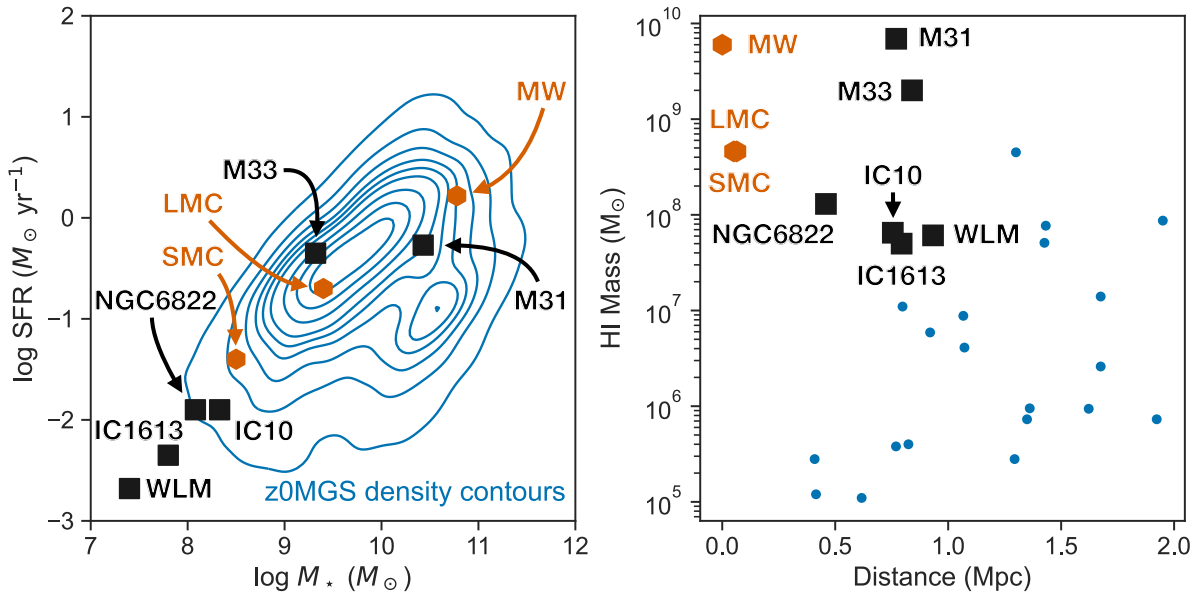 2
1
0
−1
−2
−3
log SFR (M⊙ yr⁻¹)
MW
M33
LMC
SMC
NGC6822
M31
IC1613
IC10
WLM
z0MGS density contours
7
8
9
10
11
12
log M⋆ (M⊙)
10¹⁰
10⁹
10⁸
10⁷
10⁶
10⁵
HI Mass (M⊙)
MW
M31
M33
LMC
SMC
IC10
NGC6822
WLM
IC1613
0.0
0.5
1.0
1.5
2.0
Distance (Mpc)